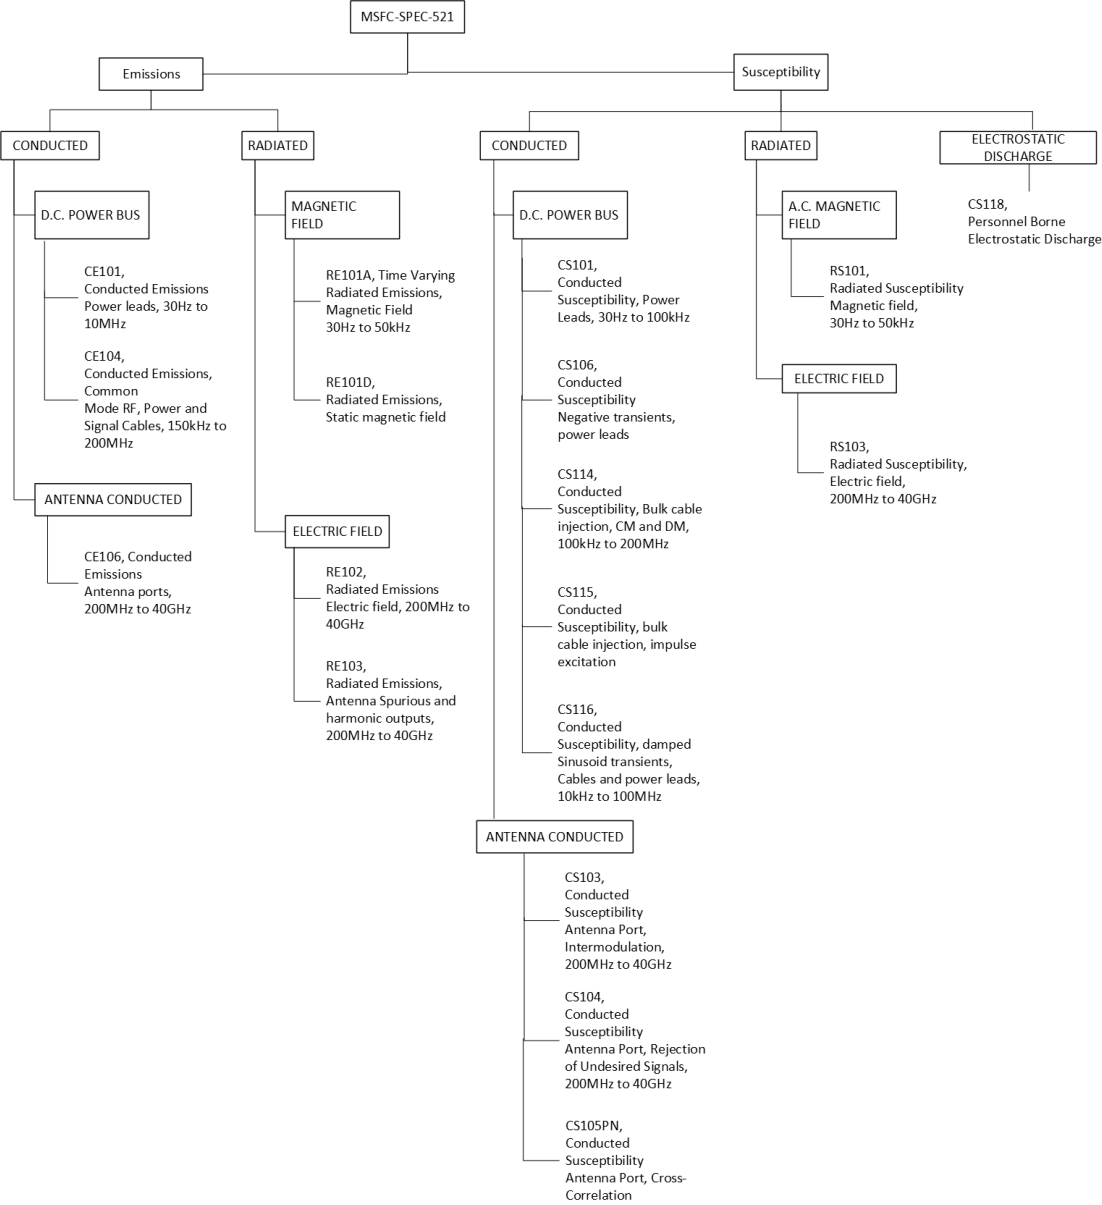 MSFC-SPEC-521
Emissions
Susceptibility
CONDUCTED
RADIATED
CONDUCTED
RADIATED
ELECTROSTATIC
DISCHARGE
D.C. POWER BUS
CE101,
Conducted Emissions
Power leads, 30Hz to
10MHz
CE104,
Conducted Emissions,
Common
Mode RF, Power and
Signal Cables, 150kHz to
200MHz
ANTENNA CONDUCTED
CE106, Conducted
Emissions
Antenna ports,
200MHz to 40GHz
MAGNETIC
FIELD
RE101A, Time Varying
Radiated Emissions,
Magnetic Field
30Hz to 50kHz
RE101D,
Radiated Emissions,
Static magnetic field
ELECTRIC FIELD
RE102,
Radiated Emissions
Electric field, 200MHz to
40GHz
RE103,
Radiated Emissions,
Antenna Spurious and
harmonic outputs,
200MHz to 40GHz
D.C. POWER BUS
CS101,
Conducted
Susceptibility, Power
Leads, 30Hz to 100kHz
CS106,
Conducted
Susceptibility
Negative transients,
power leads
CS114,
Conducted
Susceptibility, Bulk cable
injection, CM and DM,
100kHz to 200MHz
CS115,
Conducted
Susceptibility, bulk
cable injection, impulse
excitation
CS116,
Conducted
Susceptibility, damped
Sinusoid transients,
Cables and power leads,
10kHz to 100MHz
ANTENNA CONDUCTED
CS103,
Conducted
Susceptibility
Antenna Port,
Intermodulation,
200MHz to 40GHz
CS104,
Conducted
Susceptibility
Antenna Port, Rejection
of Undesired Signals,
200MHz to 40GHz
CS105PN,
Conducted
Susceptibility
Antenna Port, Cross-
Correlation
A.C. MAGNETIC
FIELD
RS101,
Radiated Susceptibility
Magnetic field,
30Hz to 50kHz
ELECTRIC FIELD
RS103,
Radiated Susceptibility,
Electric field,
200MHz to 40GHz
CS118,
Personnel Borne
Electrostatic Discharge